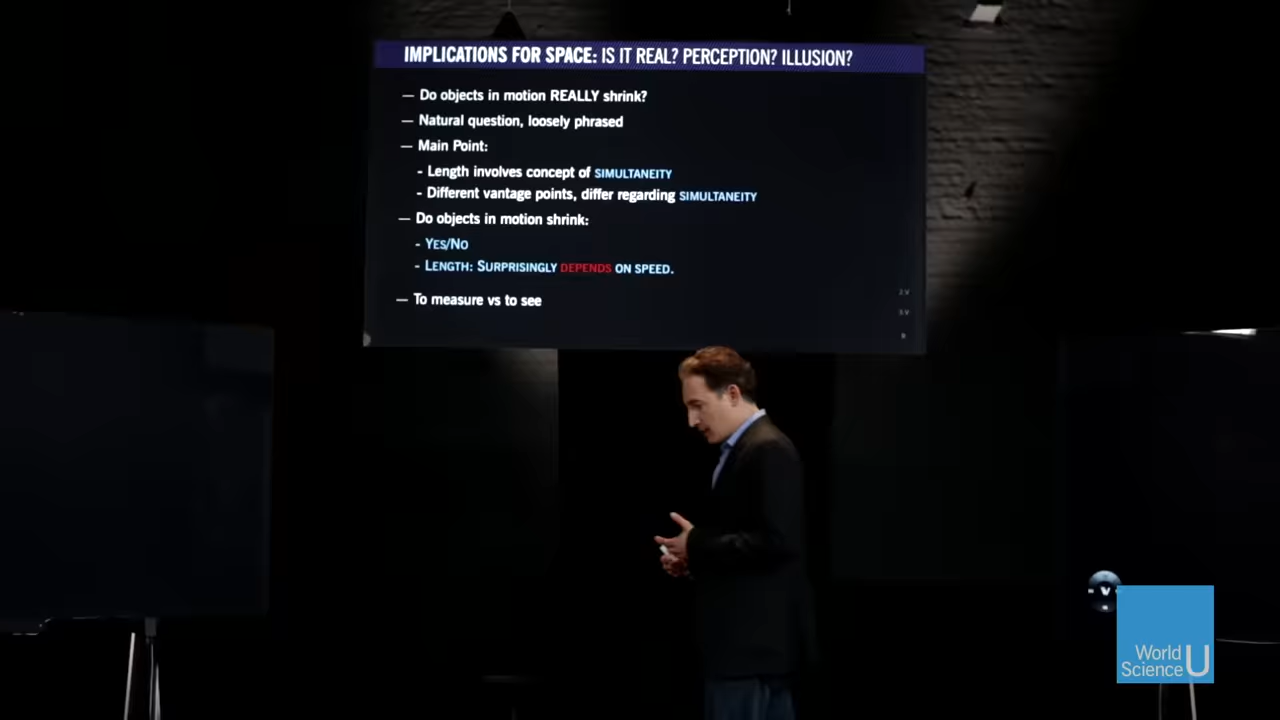 IMPLICATIONS FOR SPACE: IS IT REAL? PERCEPTION? ILLUSION?
— Do objects in motion REALLY shrink?
— Natural question, loosely phrased
— Main Point:
- Length involves concept of SIMULTANEITY
- Different vantage points, differ regarding SIMULTANEITY
— Do objects in motion shrink:
- YES/NO
- LENGTH: SURPRISINGLY DEPENDS ON SPEED.
— To measure vs to see
V
World
Science U